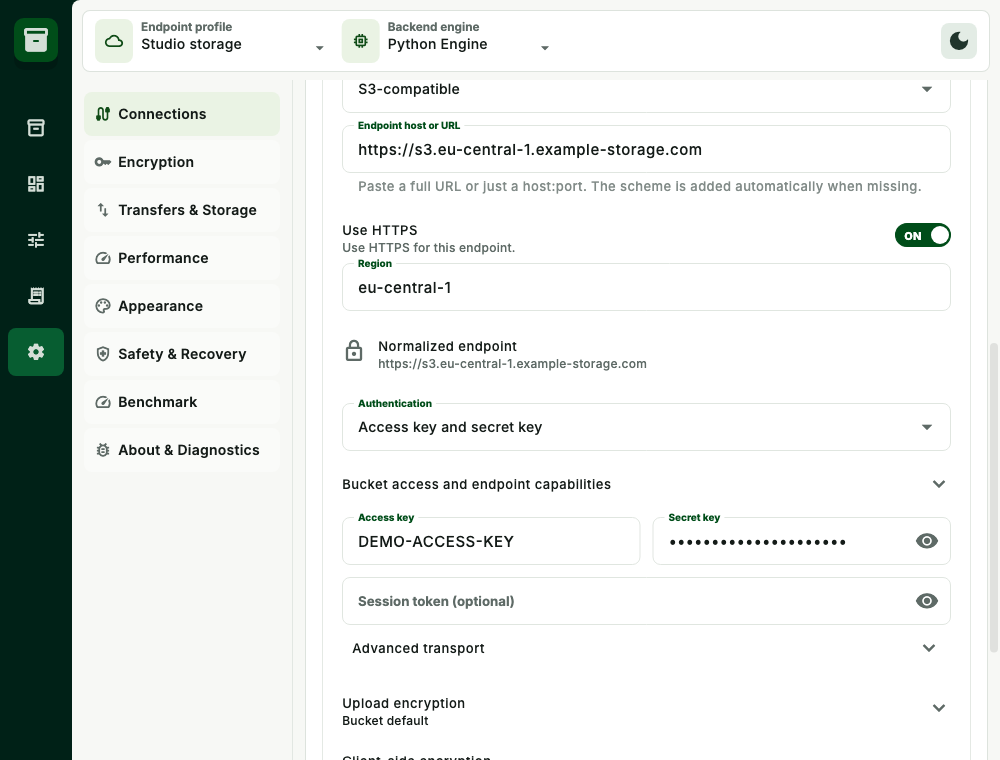 Endpoint profile
Studio storage
Backend engine
Python Engine
Connections
Encryption
Transfers & Storage
Performance
Appearance
Safety & Recovery
Benchmark
About & Diagnostics
S3-compatible
Endpoint host or URL
https://s3.eu-central-1.example-storage.com
Paste a full URL or just a host:port. The scheme is added automatically when missing.
Use HTTPS
Use HTTPS for this endpoint.
ON
Region
eu-central-1
Normalized endpoint
https://s3.eu-central-1.example-storage.com
Authentication
Access key and secret key
Bucket access and endpoint capabilities
Access key
DEMO-ACCESS-KEY
Secret key
•••••••••••••••••••••
Session token (optional)
Advanced transport
Upload encryption
Bucket default
Client-side encryption